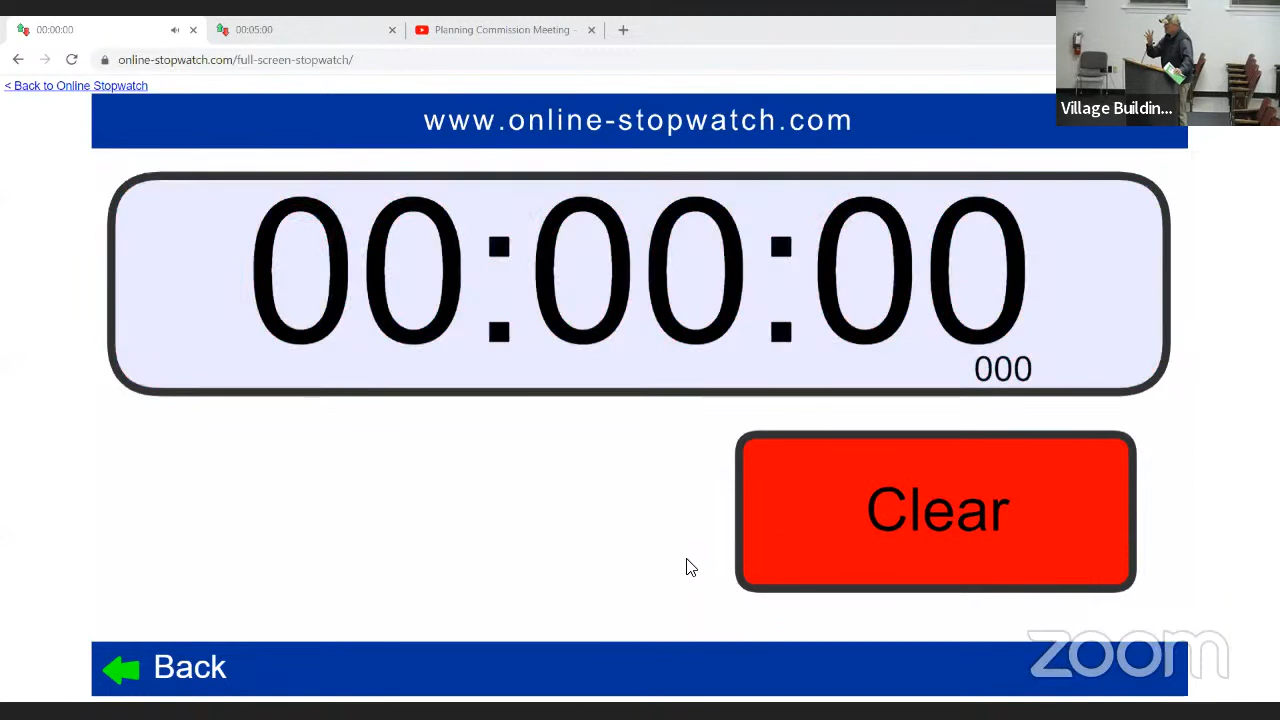 00:00:00
00:05:00
Planning Commission Meeting -
online-stopwatch.com/full-screen-stopwatch/
< Back to Online Stopwatch
Village Buildin...
www.online-stopwatch.com
00:00:00
000
Clear
Back
zoom